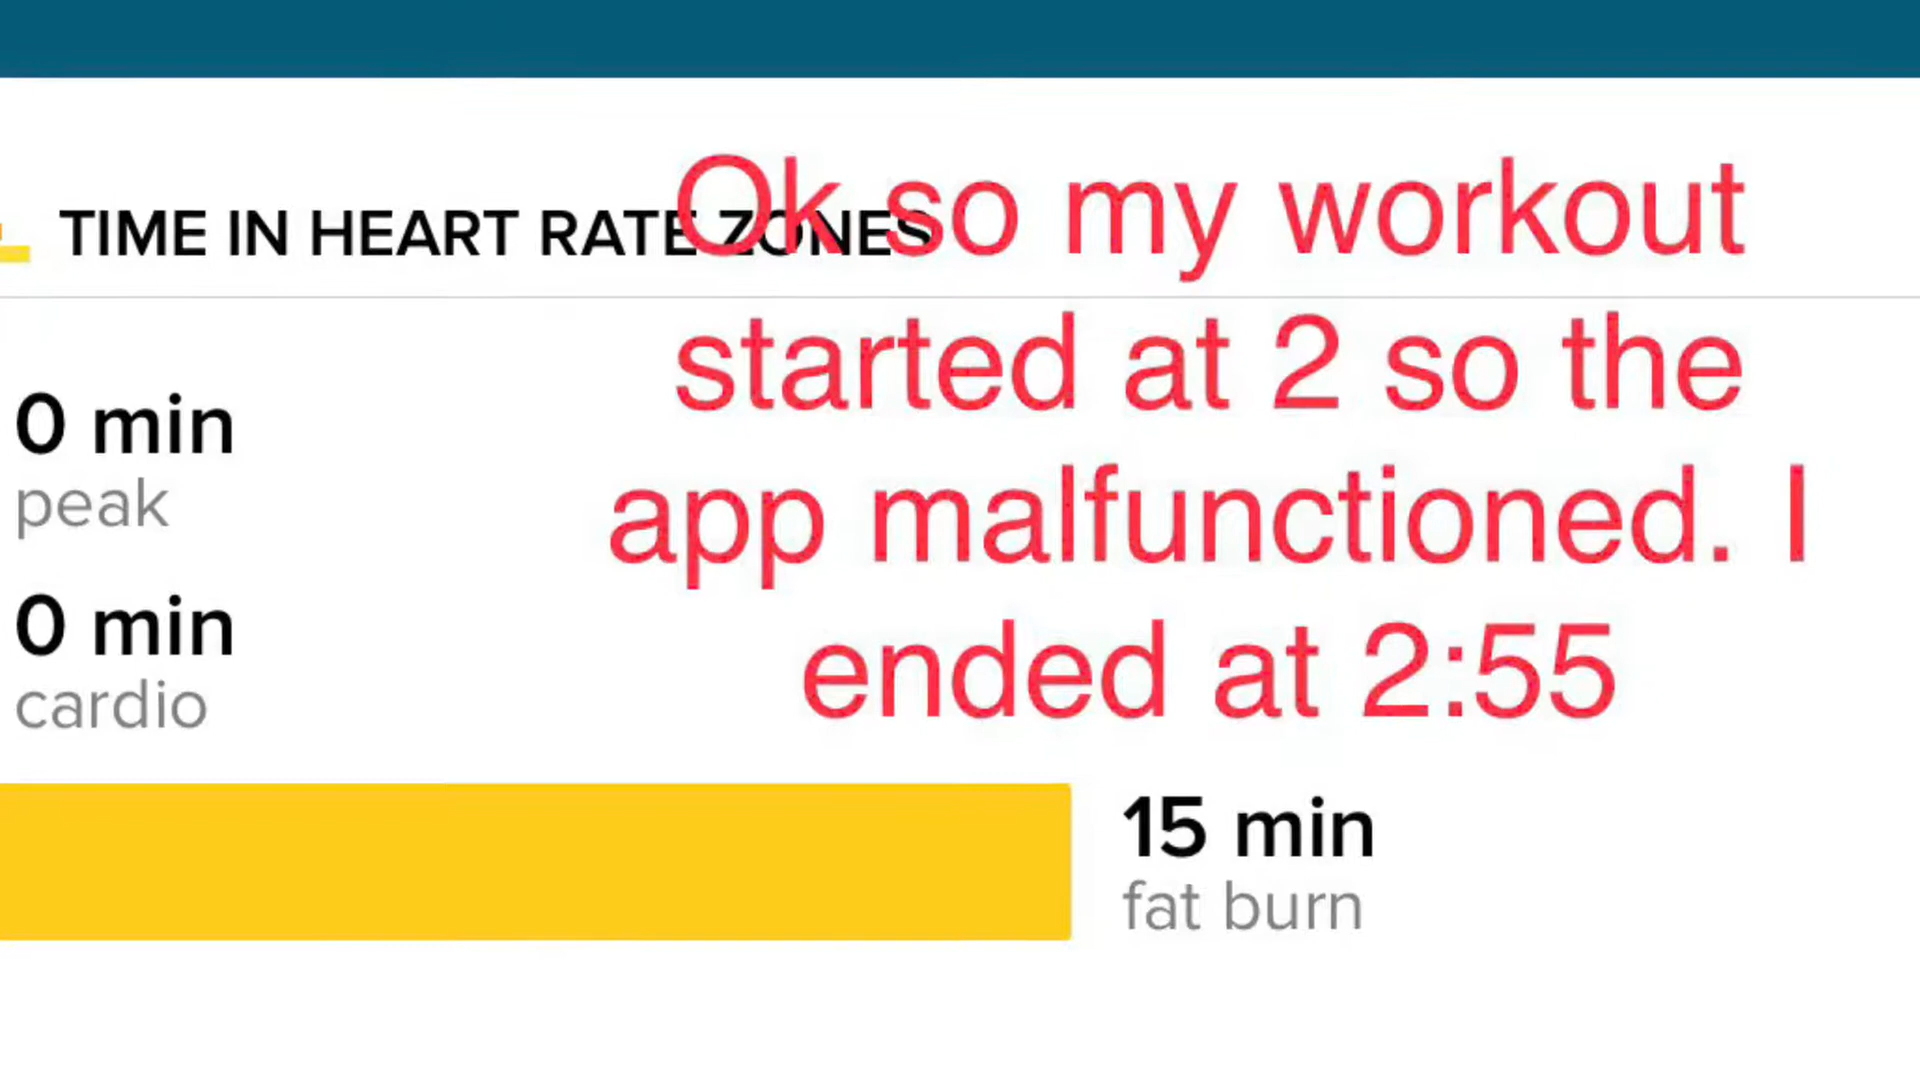 TIME IN HEART RATE ZONES
Ok so my workout
started at 2 so the
app malfunctioned. I
ended at 2:55
0 min
peak
0 min
cardio
15 min
fat burn